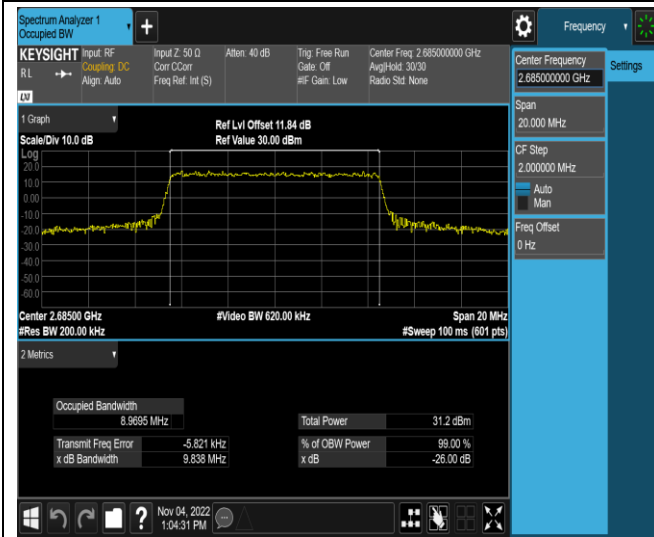 Spectrum Analyzer 1
Occupied BW
+
Frequency
KEYSIGHT
RL
LXI
Input: RF
Coupling: DC
Align: Auto
Input Z: 50 Ω
Corr CCorr
Freq Ref: Int (S)
Atten: 40 dB
Trig: Free Run
Gate: Off
#IF Gain: Low
Center Freq: 2.685000000 GHz
Avg|Hold: 30/30
Radio Std: None
Center Frequency
2.685000000 GHz
Settings
Span
20.000 MHz
CF Step
2.000000 MHz
Auto
Man
Freq Offset
0 Hz
1 Graph
Scale/Div 10.0 dB
Ref Lvl Offset 11.84 dB
Ref Value 30.00 dBm
Log
20.0
10.0
0.00
-10.0
-20.0
-30.0
-40.0
-50.0
-60.0
Center 2.68500 GHz
#Res BW 200.00 kHz
#Video BW 620.00 kHz
Span 20 MHz
#Sweep 100 ms (601 pts)
2 Metrics
Occupied Bandwidth
8.9695 MHz
Total Power 31.2 dBm
Transmit Freq Error -5.821 kHz
% of OBW Power 99.00 %
x dB Bandwidth 9.838 MHz
x dB -26.00 dB
?
Nov 04, 2022
1:04:31 PM